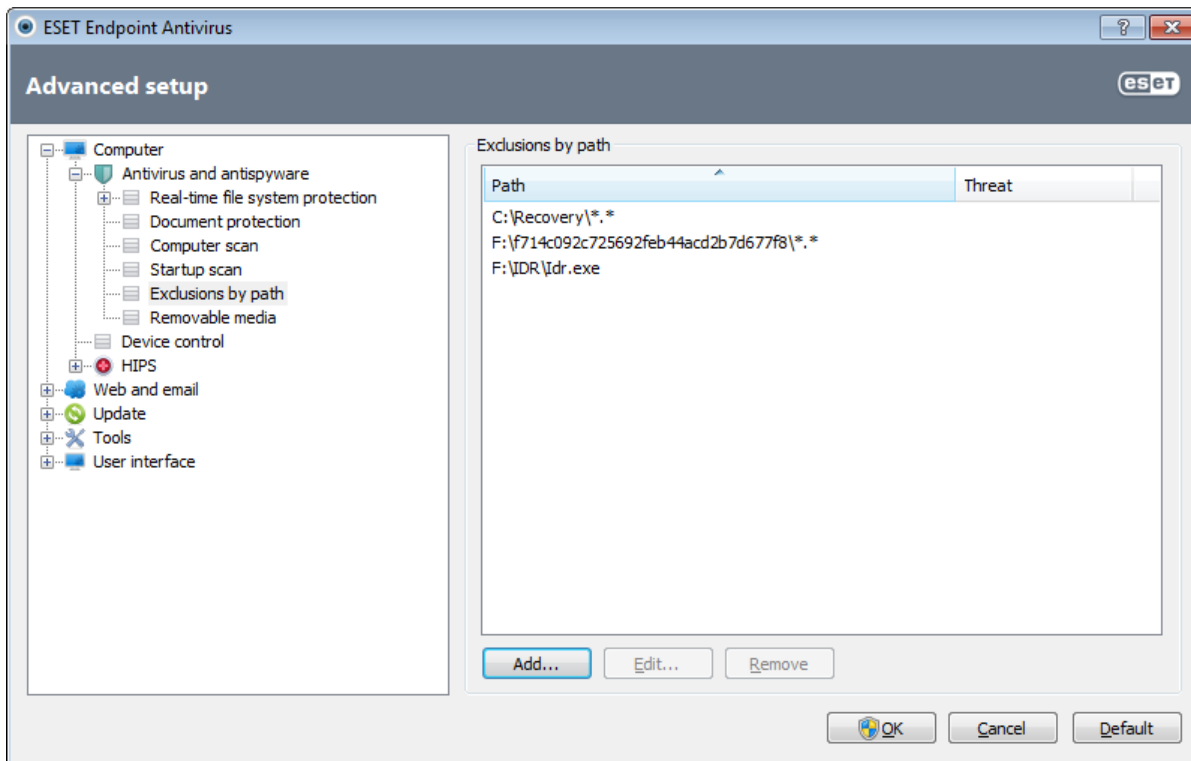 ESET Endpoint Antivirus
?
Advanced setup
eseT
Computer
Antivirus and antispyware
Real-time file system protection
Document protection
Computer scan
Startup scan
Exclusions by path
Removable media
Device control
HIPS
Web and email
Update
Tools
User interface
Exclusions by path
Path Threat
C:\Recovery\*.*
F:\f714c092c725692feb44acd2b7d677f8\*.*
F:\IDR\Idr.exe
Add... Edit... Remove
OK Cancel Default